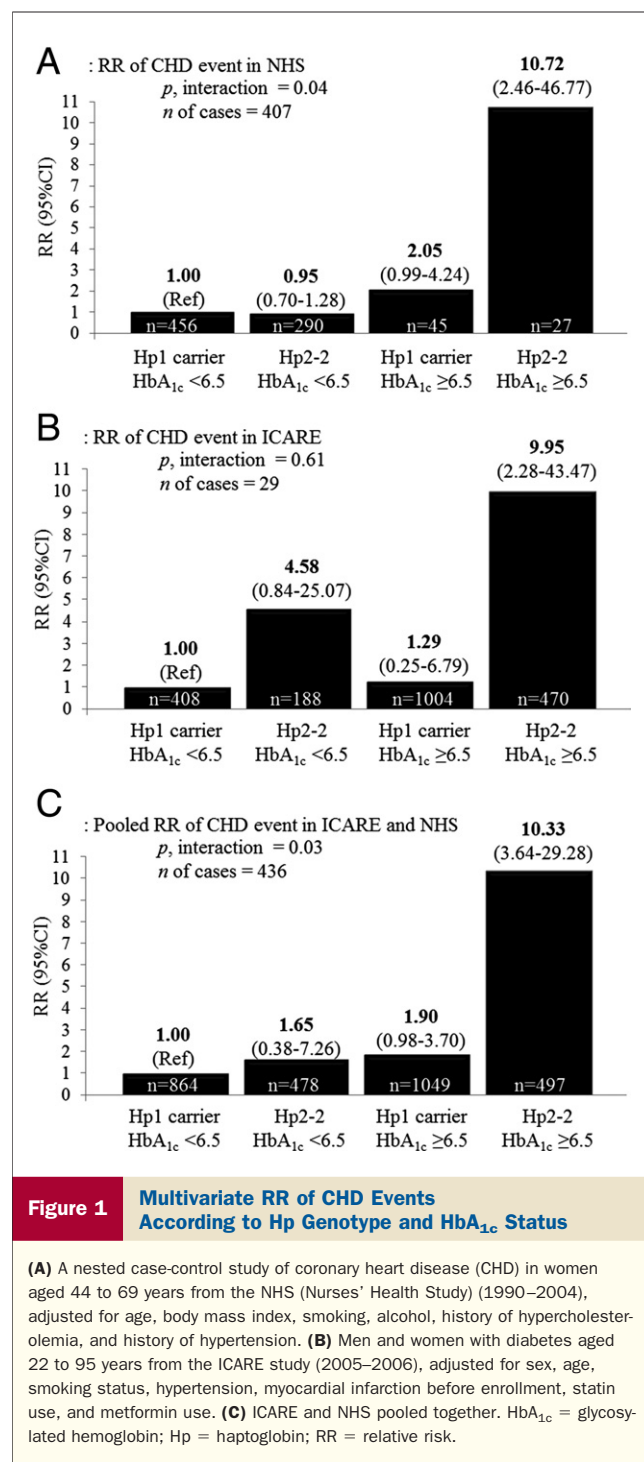 A
: RR of CHD event in NHS
p, interaction = 0.04
n of cases = 407
10.72
(2.46-46.77)
11
10
9
8
7
6
5
4
3
2
1
0
RR (95%CI)
1.00
(Ref)
0.95
(0.70-1.28)
2.05
(0.99-4.24)
n=456 n=290 n=45 n=27
Hp1 carrier Hp2-2 Hp1 carrier Hp2-2
HbA1c <6.5 HbA1c <6.5 HbA1c ≥6.5 HbA1c ≥6.5
B
: RR of CHD event in ICARE
p, interaction = 0.61
n of cases = 29
9.95
(2.28-43.47)
11
10
9
8
7
6
5
4
3
2
1
0
RR (95%CI)
1.00
(Ref)
4.58
(0.84-25.07)
1.29
(0.25-6.79)
n=408 n=188 n=1004 n=470
Hp1 carrier Hp2-2 Hp1 carrier Hp2-2
HbA1c <6.5 HbA1c <6.5 HbA1c ≥6.5 HbA1c ≥6.5
C
: Pooled RR of CHD event in ICARE and NHS
p, interaction = 0.03
n of cases = 436
10.33
(3.64-29.28)
11
10
9
8
7
6
5
4
3
2
1
0
RR (95%CI)
1.00
(Ref)
1.65
(0.38-7.26)
1.90
(0.98-3.70)
n=864 n=478 n=1049 n=497
Hp1 carrier Hp2-2 Hp1 carrier Hp2-2
HbA1c <6.5 HbA1c <6.5 HbA1c ≥6.5 HbA1c ≥6.5
Figure 1
Multivariate RR of CHD Events
According to Hp Genotype and HbA1c Status
(A) A nested case-control study of coronary heart disease (CHD) in women
aged 44 to 69 years from the NHS (Nurses' Health Study) (1990–2004),
adjusted for age, body mass index, smoking, alcohol, history of hypercholester-
olemia, and history of hypertension. (B) Men and women with diabetes aged
22 to 95 years from the ICARE study (2005–2006), adjusted for sex, age,
smoking status, hypertension, myocardial infarction before enrollment, statin
use, and metformin use. (C) ICARE and NHS pooled together. HbA1c = glycosy-
lated hemoglobin; Hp = haptoglobin; RR = relative risk.